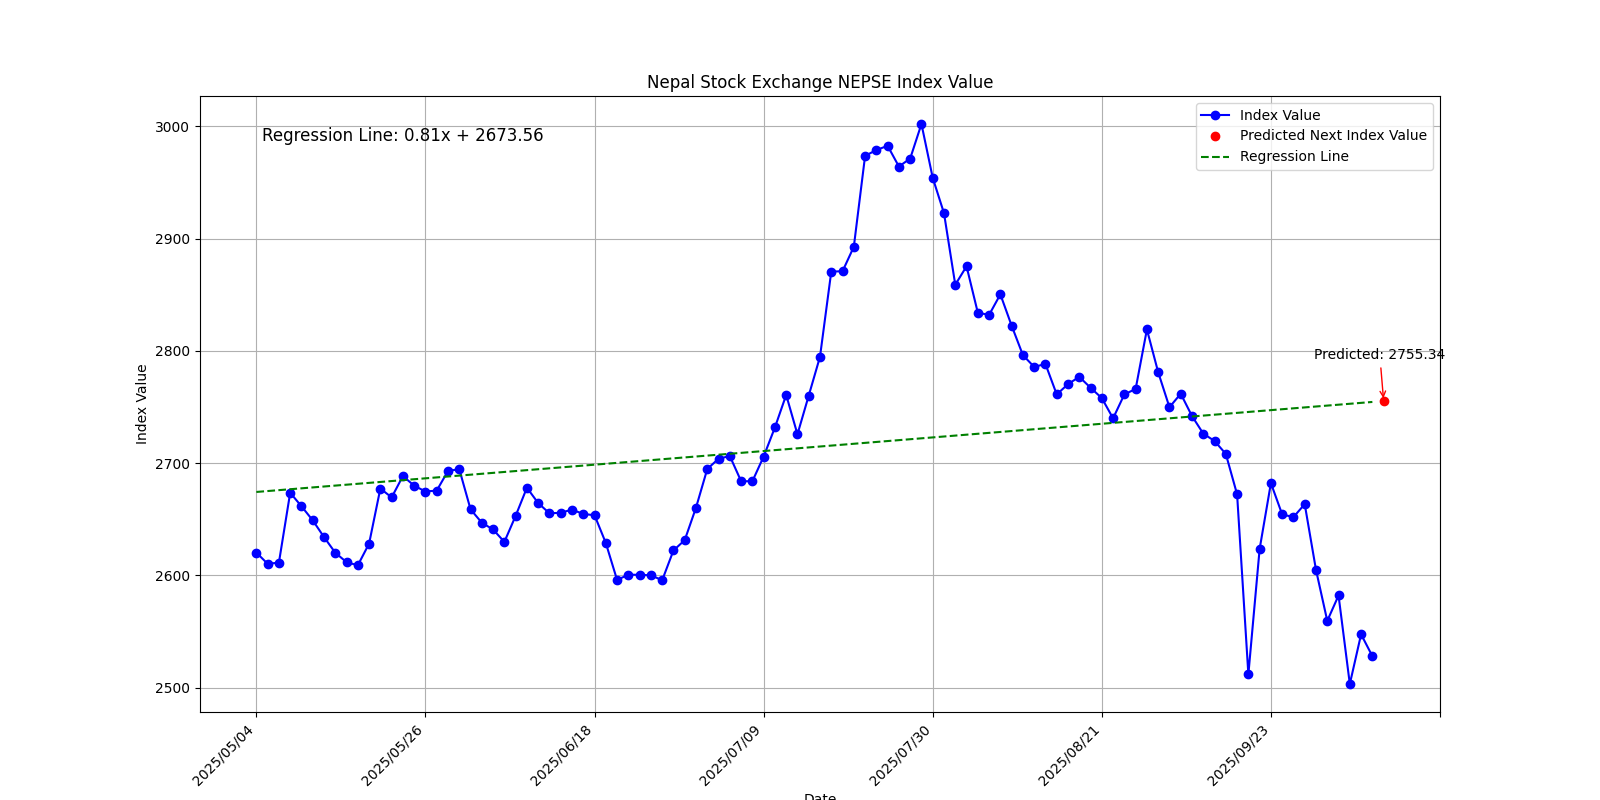 Nepal Stock Exchange NEPSE Index Value
Regression Line: 0.81x + 2673.56
Index Value
Predicted Next Index Value
Regression Line
Predicted: 2755.34
3000
2900
2800
2700
2600
2500
Index Value
2025/05/04
2025/05/26
2025/06/18
2025/07/09
2025/07/30
2025/08/21
2025/09/23
Date